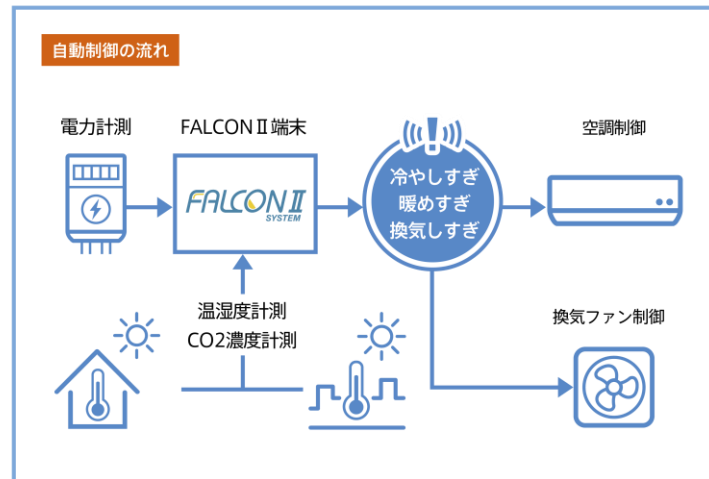 自動制御の流れ
電力計測
FALCONⅡ端末
空調制御
FALCONⅡ
SYSTEM
冷やしすぎ
暖めすぎ
換気しすぎ
温湿度計測
CO2濃度計測
換気ファン制御